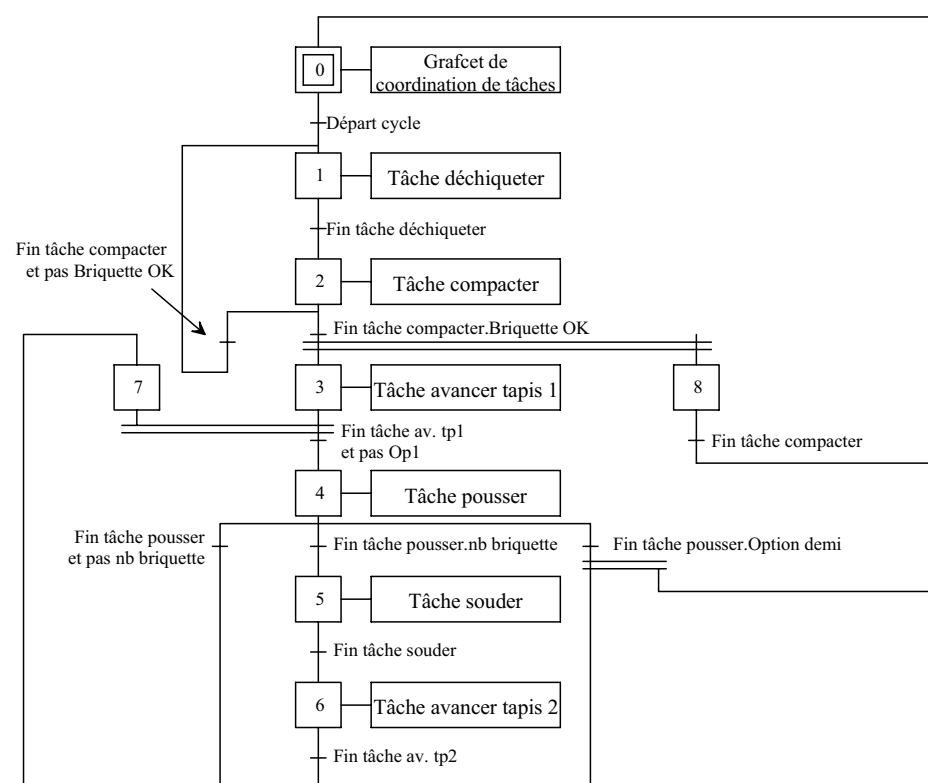 0
Grafcet de
coordination de tâches
Départ cycle
1
Tâche déchiqueter
Fin tâche déchiqueter
Fin tâche compacter
et pas Briquette OK
2
Tâche compacter
Fin tâche compacter.Briquette OK
7
3
Tâche avancer tapis 1
8
Fin tâche av. tp1
et pas Op1
Fin tâche compacter
4
Tâche pousser
Fin tâche pousser
et pas nb briquette
Fin tâche pousser.nb briquette
Fin tâche pousser.Option demi
5
Tâche souder
Fin tâche souder
6
Tâche avancer tapis 2
Fin tâche av. tp2